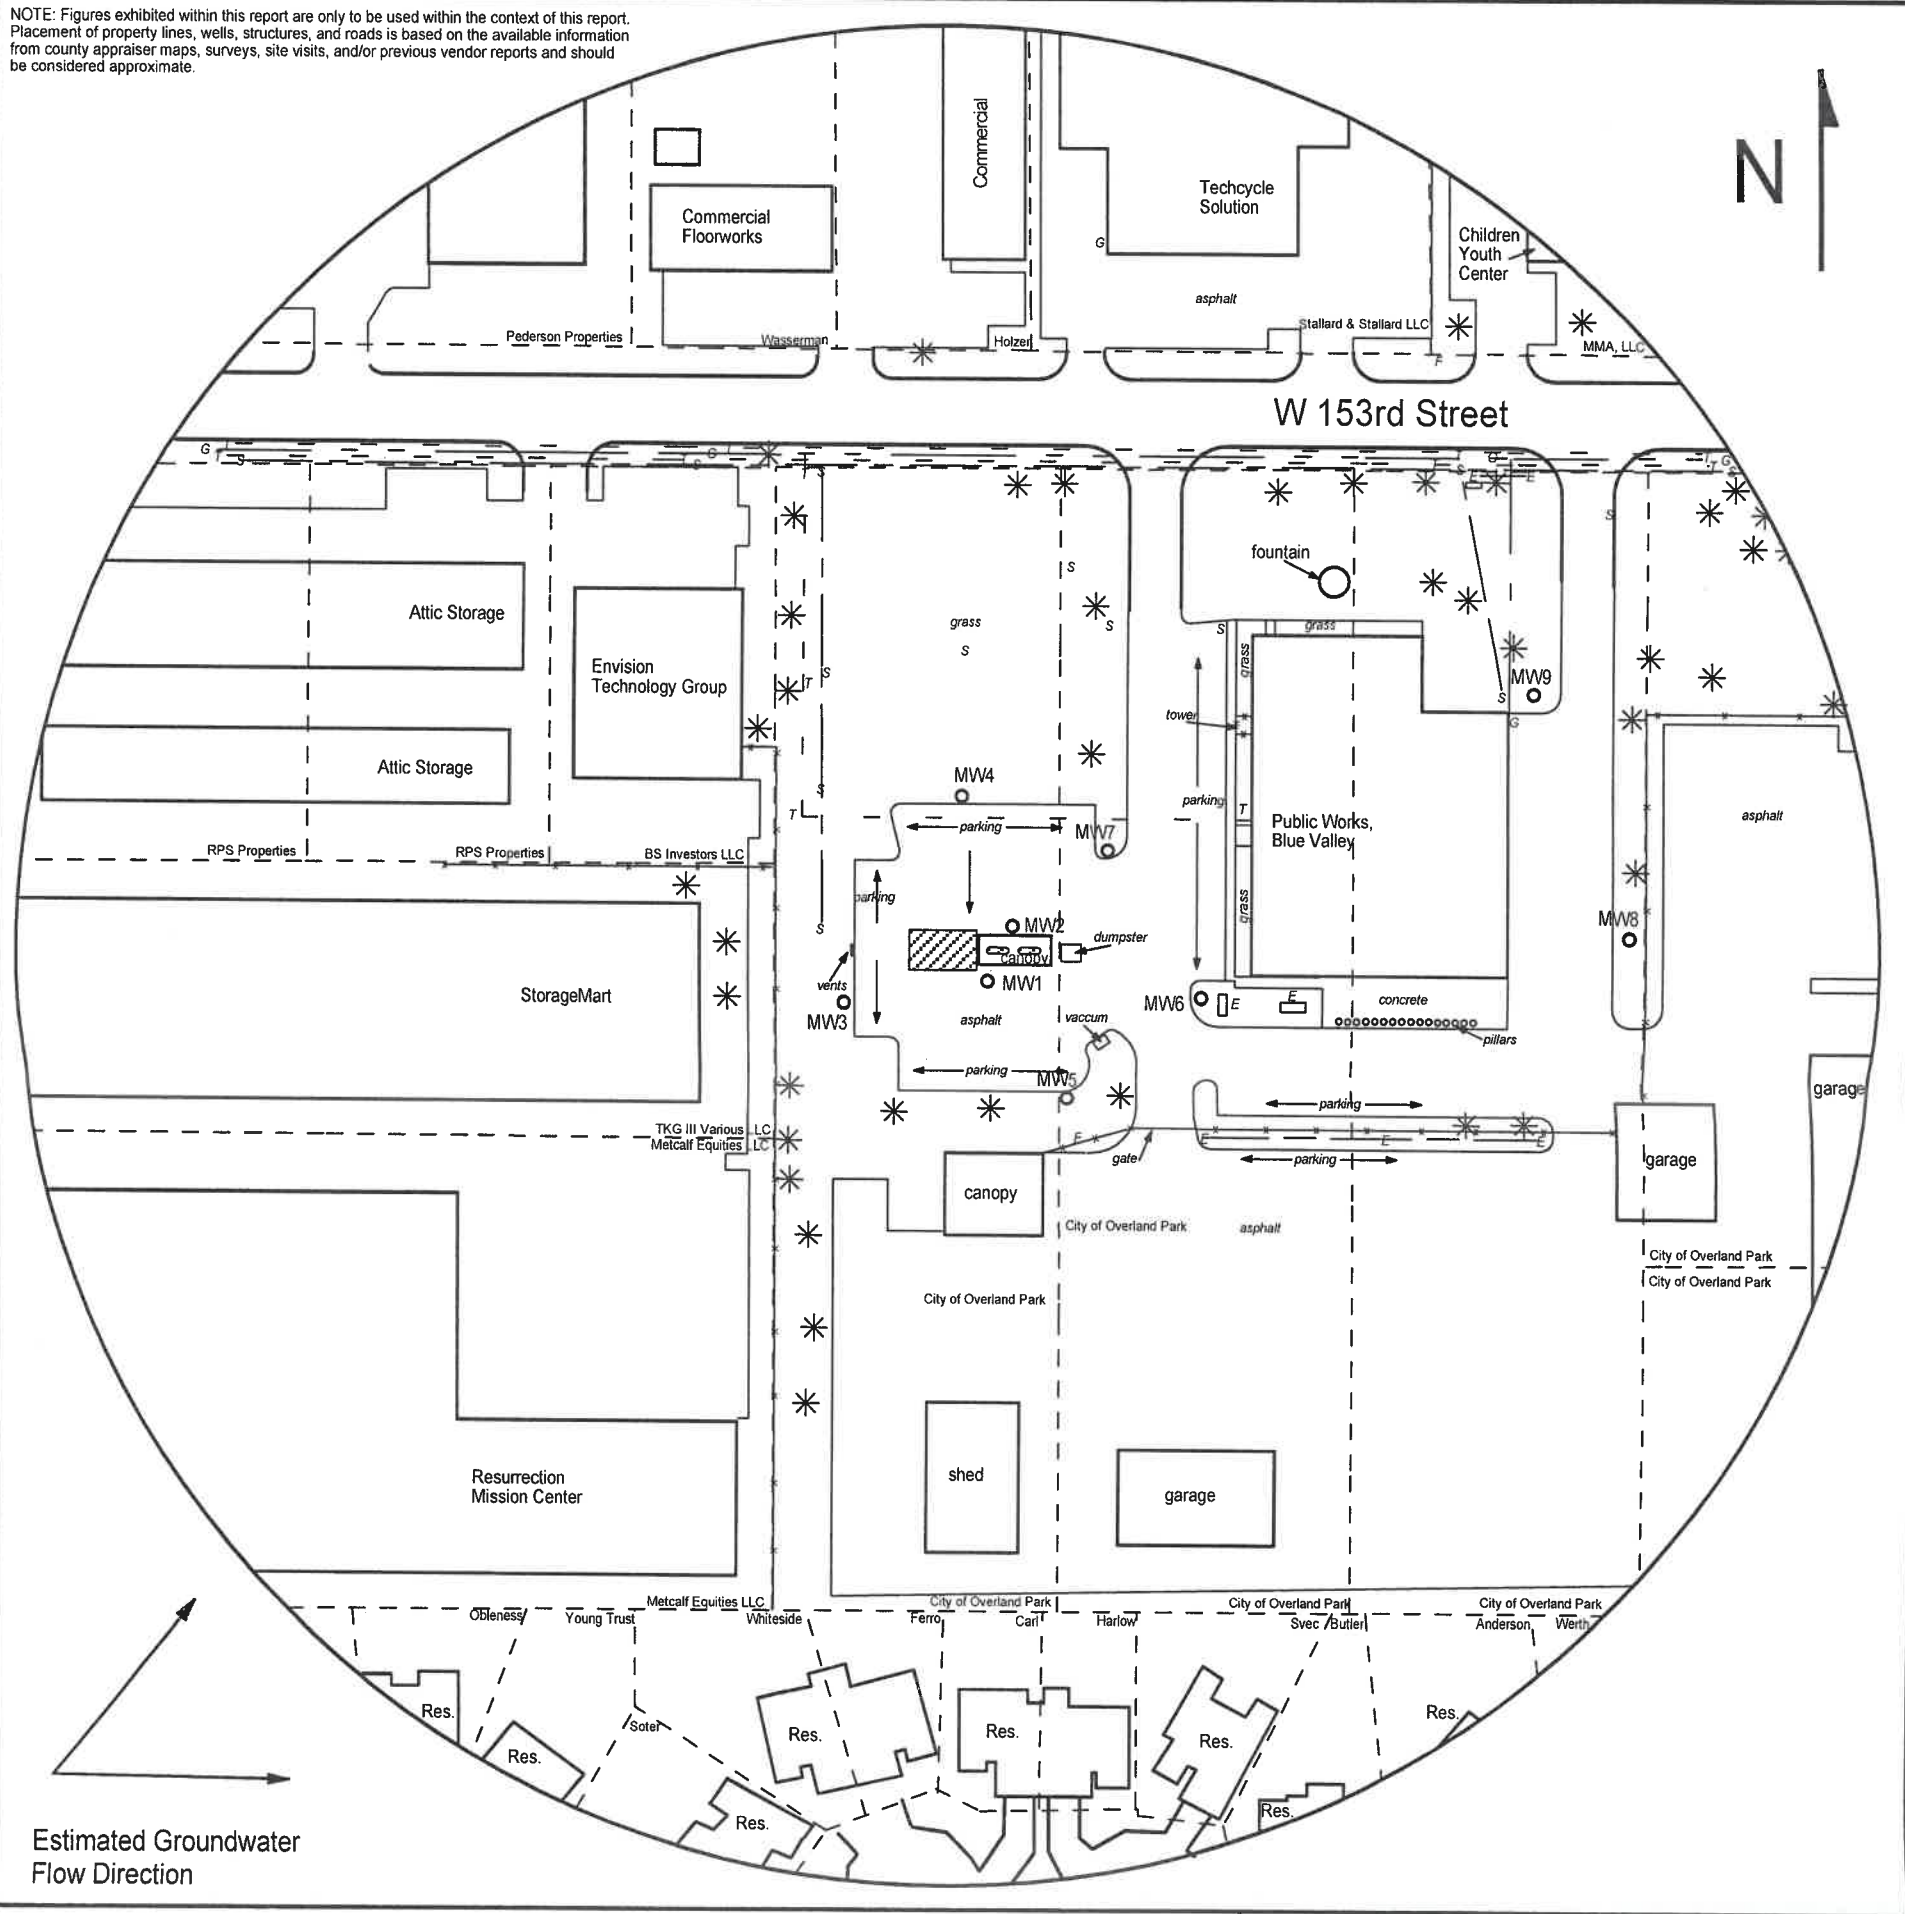 NOTE: Figures exhibited within this report are only to be used within the context of this report.
Placement of property lines, wells, structures, and roads is based on the available information
from county appraiser maps, surveys, site visits, and/or previous vendor reports and should
be considered approximate.
N
Commercial
Techcycle
Solution
Commercial
Floorworks
Children
Youth
Center
G
asphalt
Pederson Properties
Wasserman
Holzer
Stallard & Stallard LLC
MMA, LLC
F
W 153rd Street
G
S
G
S
T
S
T
S
G
E
E
T
G
S
S
fountain
S
Attic Storage
grass
S
S
S
grass
Envision
Technology Group
grass
S
T
MW9
S
tower
G
Attic Storage
MW4
S
parking
T
T
asphalt
parking
MW7
Public Works,
Blue Valley
RPS Properties
RPS Properties
BS Investors LLC
parking
grass
MW8
S
MW2
dumpster
canopy
vents
MW1
StorageMart
MW6
E
E
concrete
MW3
asphalt
vaccum
pillars
parking
MW5
garage
parking
TKG III Various LLC
Metcalf Equities LLC
F
E
E
E
gate
parking
garage
canopy
City of Overland Park
asphalt
City of Overland Park
City of Overland Park
City of Overland Park
Resurrection
Mission Center
shed
garage
Metcalf Equities LLC
City of Overland Park
City of Overland Park
City of Overland Park
Obleness
Young Trust
Whiteside
Ferro
Carl
Harlow
Svec
Butler
Anderson
Werth
Res.
Soter
Res.
Res.
Res.
Res.
Res.
Res.
Res.
Estimated Groundwater
Flow Direction